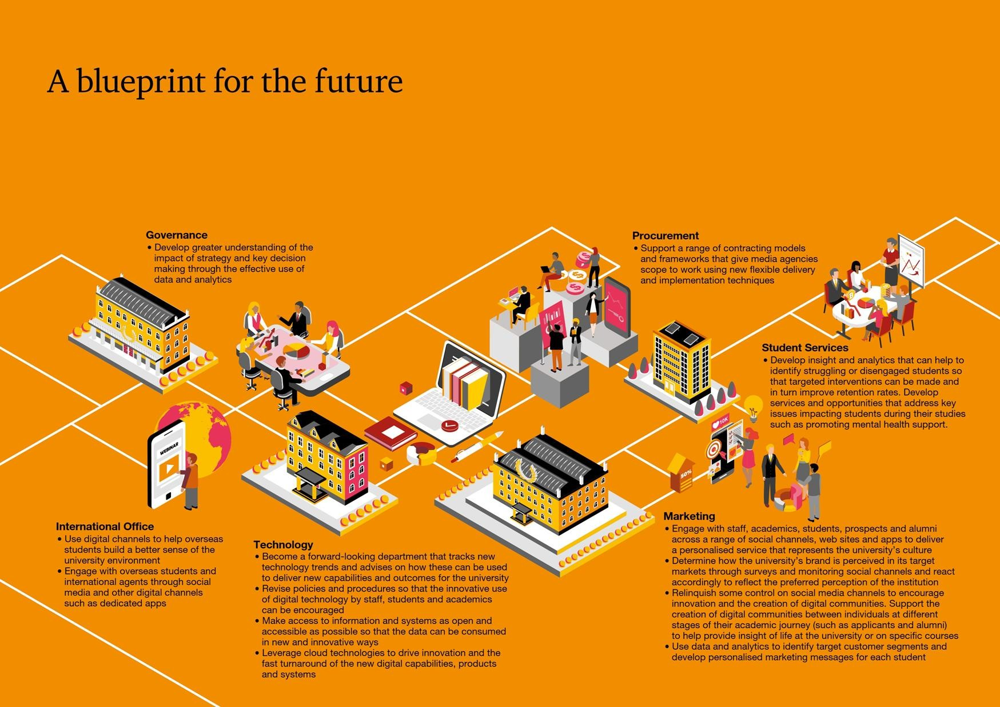 A blueprint for the future
Governance
• Develop greater understanding of the
impact of strategy and key decision
making through the effective use of
data and analytics
Procurement
• Support a range of contracting models
and frameworks that give media agencies
scope to work using new flexible delivery
and implementation techniques
Student Services
• Develop insight and analytics that can help to
identify struggling or disengaged students so
that targeted interventions can be made and
in turn improve retention rates. Develop
services and opportunities that address key
issues impacting students during their studies
such as promoting mental health support.
WEBINAR
10K
50%
International Office
• Use digital channels to help overseas
students build a better sense of the
university environment
• Engage with overseas students and
international agents through social
media and other digital channels
such as dedicated apps
Technology
• Become a forward-looking department that tracks new
technology trends and advises on how these can be used
to deliver new capabilities and outcomes for the university
• Revise policies and procedures so that the innovative use
of digital technology by staff, students and academics
can be encouraged
• Make access to information and systems as open and
accessible as possible so that the data can be consumed
in new and innovative ways
• Leverage cloud technologies to drive innovation and the
fast turnaround of the new digital capabilities, products
and systems
Marketing
• Engage with staff, academics, students, prospects and alumni
across a range of social channels, web sites and apps to deliver
a personalised service that represents the university's culture
• Determine how the university's brand is perceived in its target
markets through surveys and monitoring social channels and react
accordingly to reflect the preferred perception of the institution
• Relinquish some control on social media channels to encourage
innovation and the creation of digital communities. Support the
creation of digital communities between individuals at different
stages of their academic journey (such as applicants and alumni)
to help provide insight of life at the university or on specific courses
• Use data and analytics to identify target customer segments and
develop personalised marketing messages for each student